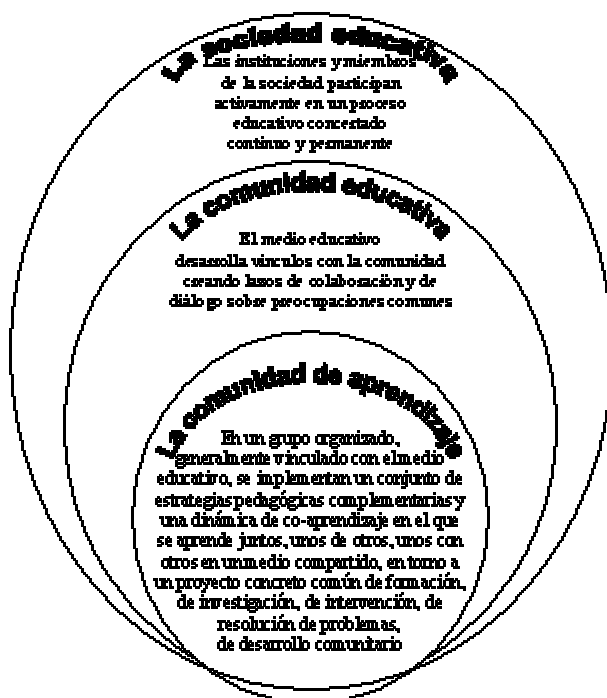 La sociedad educativa
Las instituciones y miembros
de la sociedad participan
activamente en un proceso
educativo concertado
continuo y permanente
La comunidad educativa
El medio educativo
desarrolla vínculos con la comunidad
creando lazos de colaboración y de
diálogo sobre preocupaciones comunes
La comunidad de aprendizaje
En un grupo organizado,
generalmente vinculado con el medio
educativo, se implementan un conjunto de
estrategias pedagógicas complementarias y
una dinámica de co-aprendizaje en el que
se aprende juntos, unos de otros, unos con
otros en un medio compartido, en torno a
un proyecto concreto común de formación,
de investigación, de intervención, de
resolución de problemas,
de desarrollo comunitario